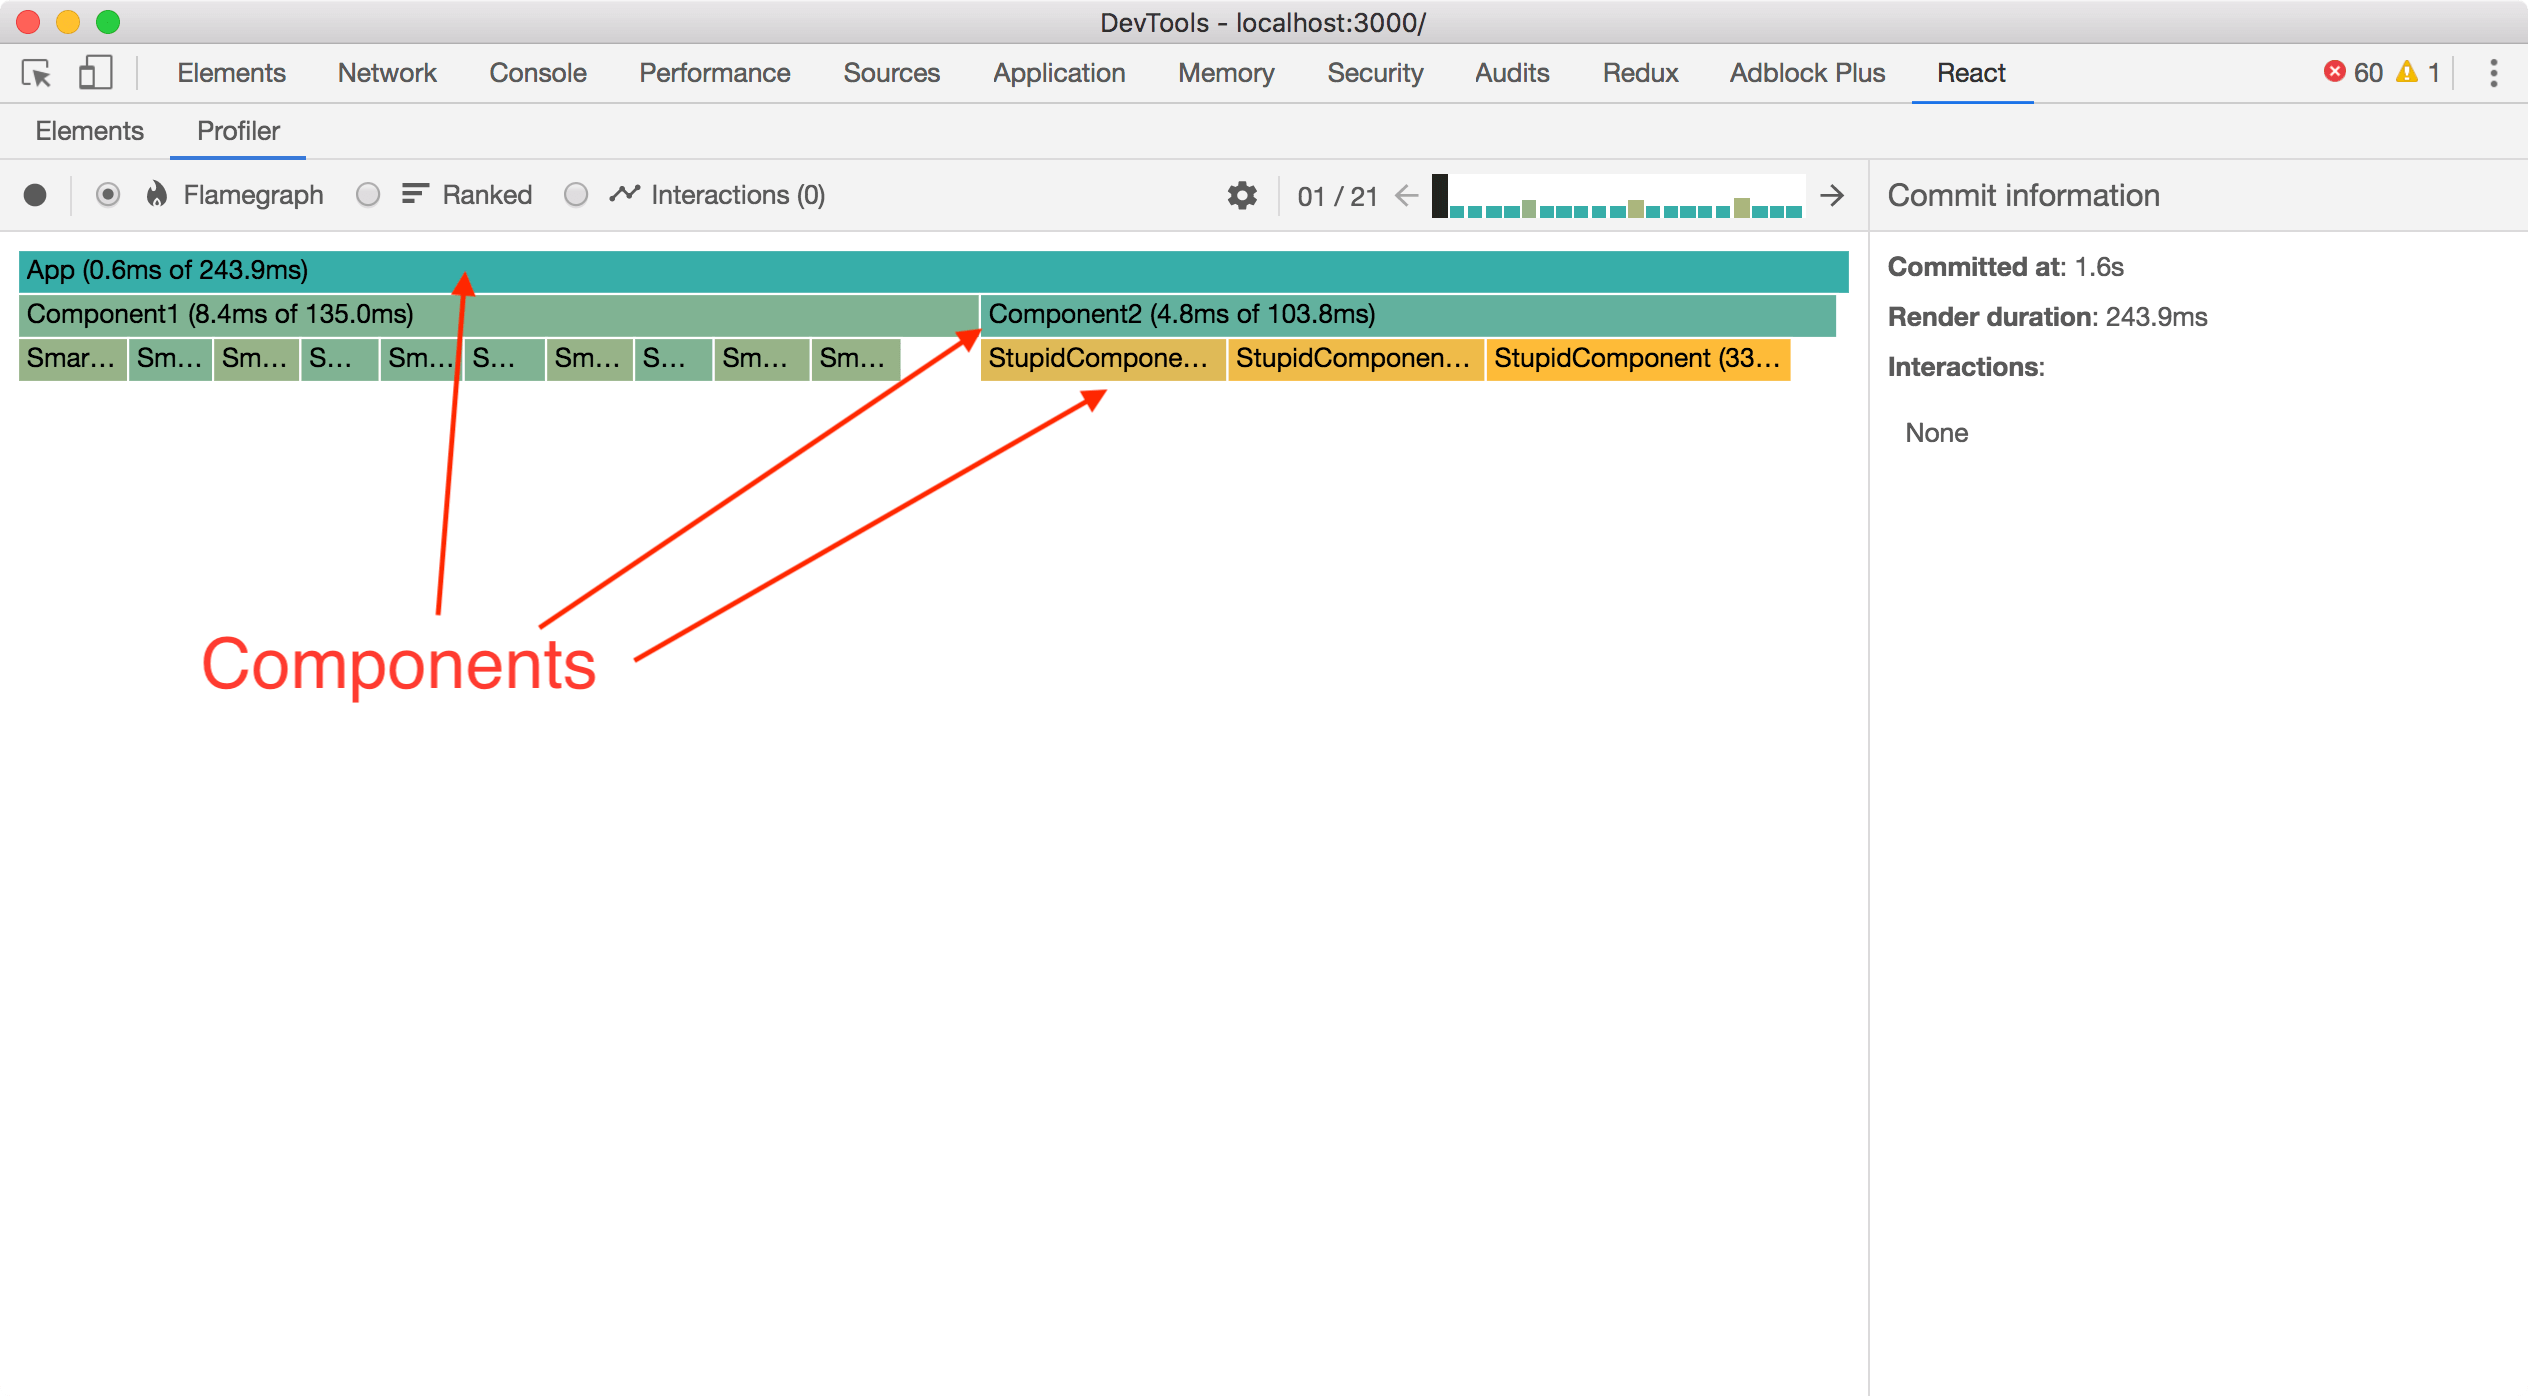 DevTools - localhost:3000/
Elements Network Console Performance Sources Application Memory Security Audits Redux Adblock Plus React 60 1
Elements Profiler
Flamegraph Ranked Interactions (0) 01 / 21 Commit information
App (0.6ms of 243.9ms)
Component1 (8.4ms of 135.0ms) Component2 (4.8ms of 103.8ms)
Smar... Sm... Sm... S... Sm... S... Sm... S... Sm... Sm... StupidCompone... StupidComponen... StupidComponent (33...
Components
Committed at: 1.6s
Render duration: 243.9ms
Interactions:
None